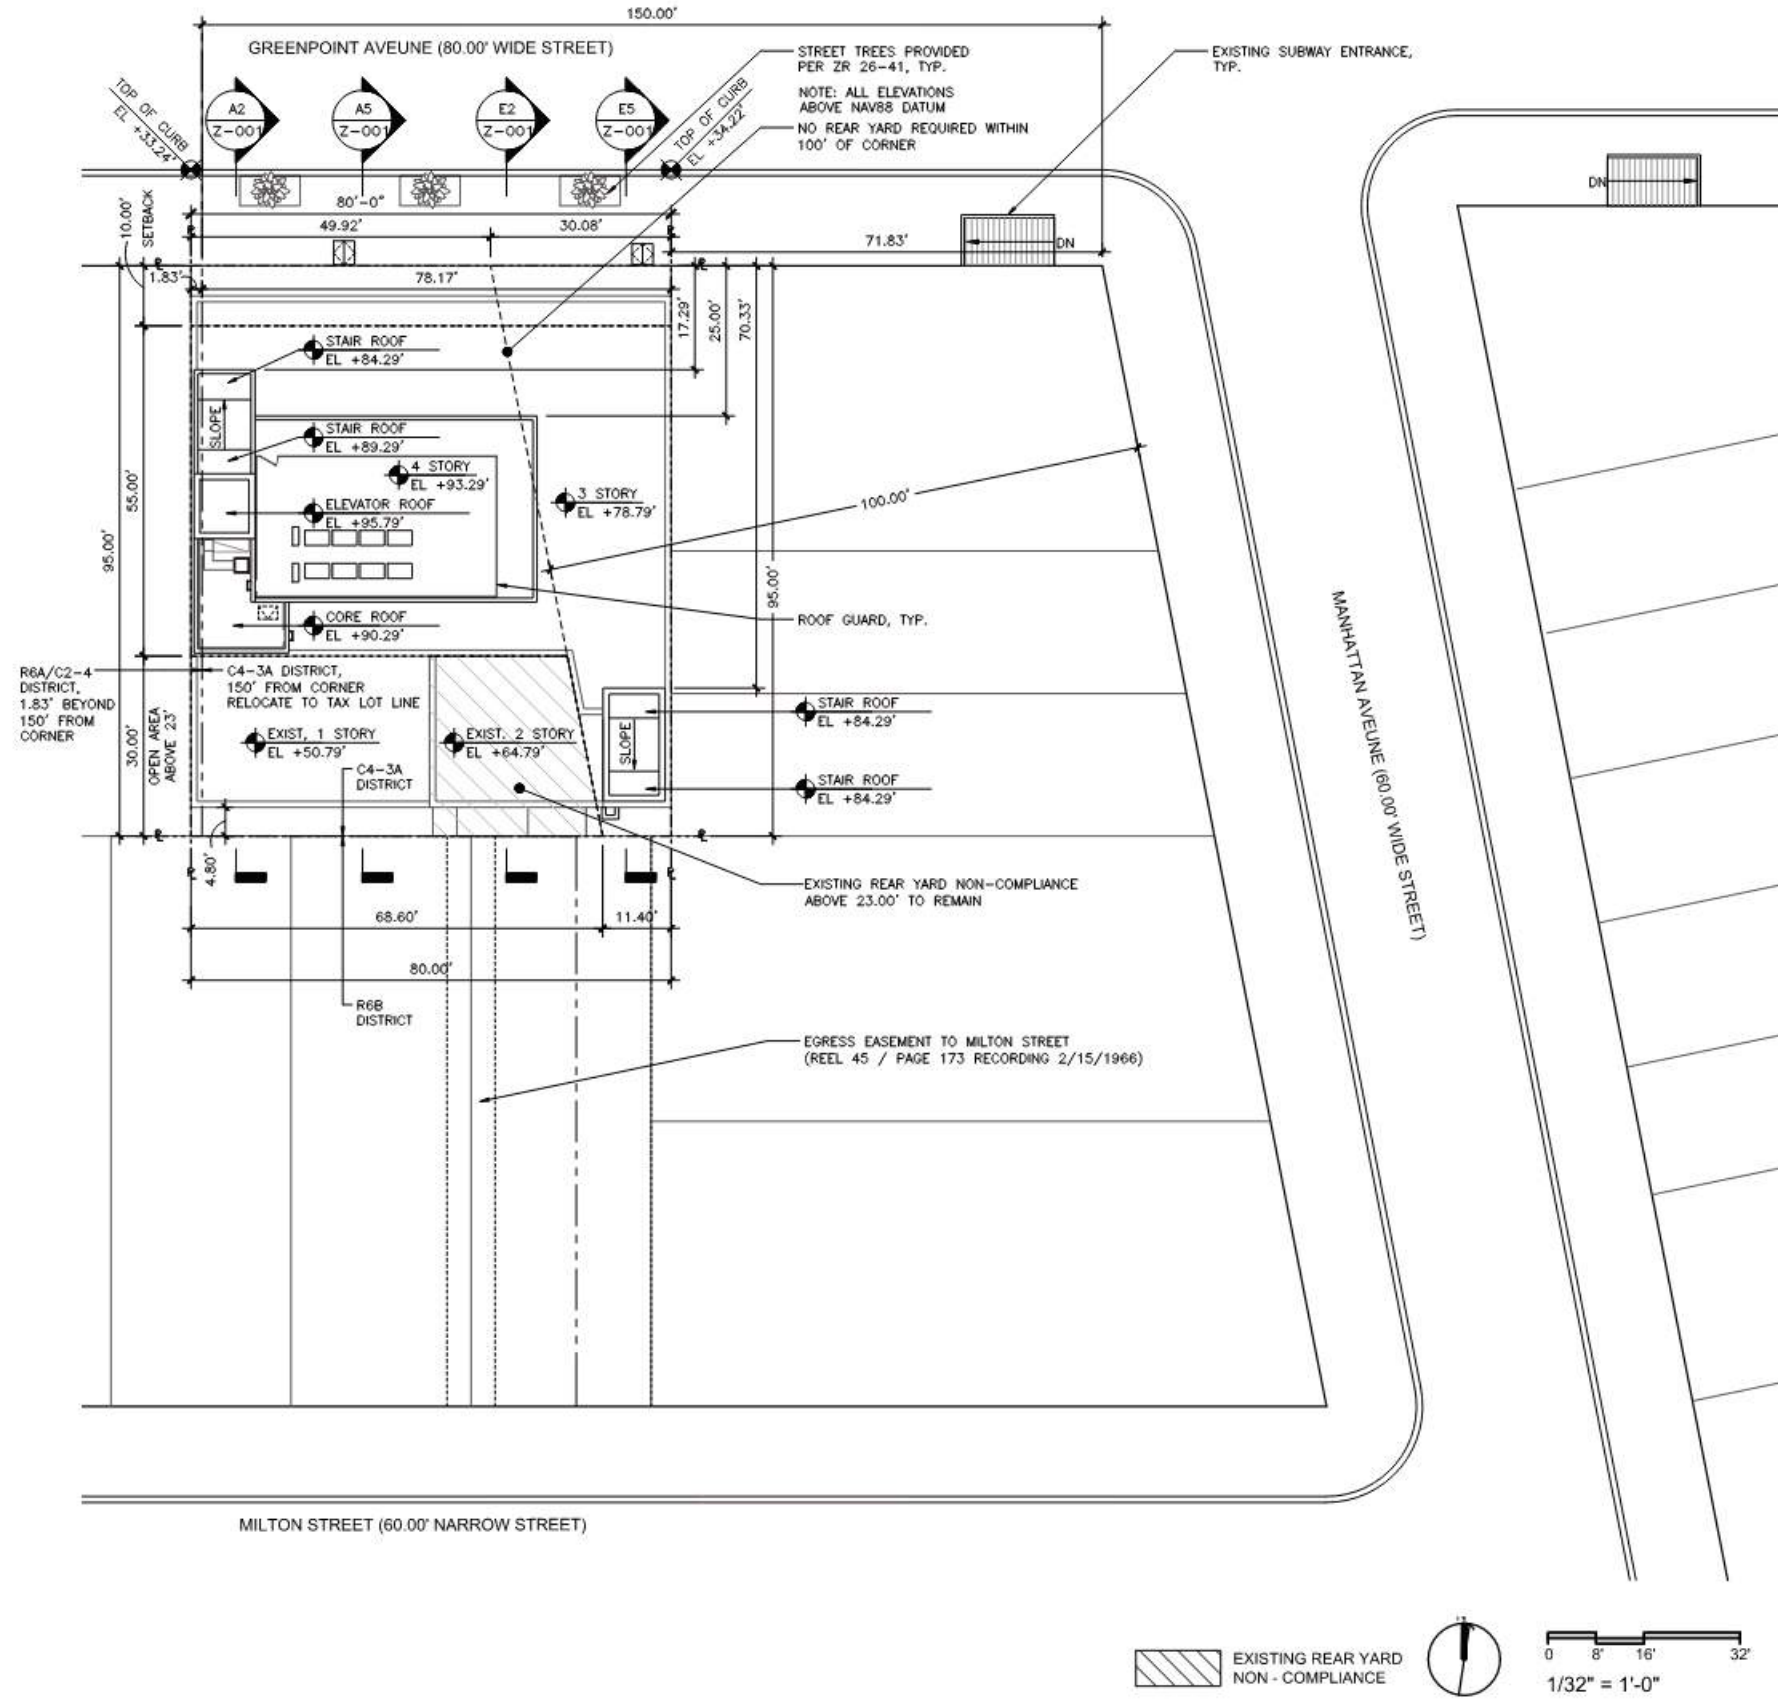 150.00'
GREENPOINT AVEUNE (80.00' WIDE STREET)
STREET TREES PROVIDED
PER ZR 26-41, TYP.
NOTE: ALL ELEVATIONS
ABOVE NAV88 DATUM
NO REAR YARD REQUIRED WITHIN
100' OF CORNER
EXISTING SUBWAY ENTRANCE,
TYP.
TOP OF CURB
EL +33.24'
A2
Z-001
A5
Z-001
E2
Z-001
E5
Z-001
TOP OF CURB
EL +34.22'
DN
80'-0"
49.92'
30.08'
71.83'
DN
10.00'
SETBACK
1.83'
78.17'
17.29'
25.00'
70.33'
STAIR ROOF
EL +84.29'
SLOPE
STAIR ROOF
EL +89.29'
4 STORY
EL +93.29'
3 STORY
EL +78.79'
ELEVATOR ROOF
EL +95.79'
100.00'
55.00'
95.00'
95.00'
ROOF GUARD, TYP.
CORE ROOF
EL +90.29'
R6A/C2-4
DISTRICT,
1.83' BEYOND
150' FROM
CORNER
C4-3A DISTRICT,
150' FROM CORNER
RELOCATE TO TAX LOT LINE
30.00'
OPEN AREA
ABOVE 23'
EXIST, 1 STORY
EL +50.79'
EXIST. 2 STORY
EL +64.79'
SLOPE
STAIR ROOF
EL +84.29'
STAIR ROOF
EL +84.29'
C4-3A
DISTRICT
MANHATTAN AVEUNE (60.00' WIDE STREET)
4.80'
EXISTING REAR YARD NON-COMPLIANCE
ABOVE 23.00' TO REMAIN
68.60'
11.40'
80.00'
R6B
DISTRICT
EGRESS EASEMENT TO MILTON STREET
(REEL 45 / PAGE 173 RECORDING 2/15/1966)
MILTON STREET (60.00' NARROW STREET)
EXISTING REAR YARD
NON - COMPLIANCE
0 8' 16' 32'
1/32" = 1'-0"